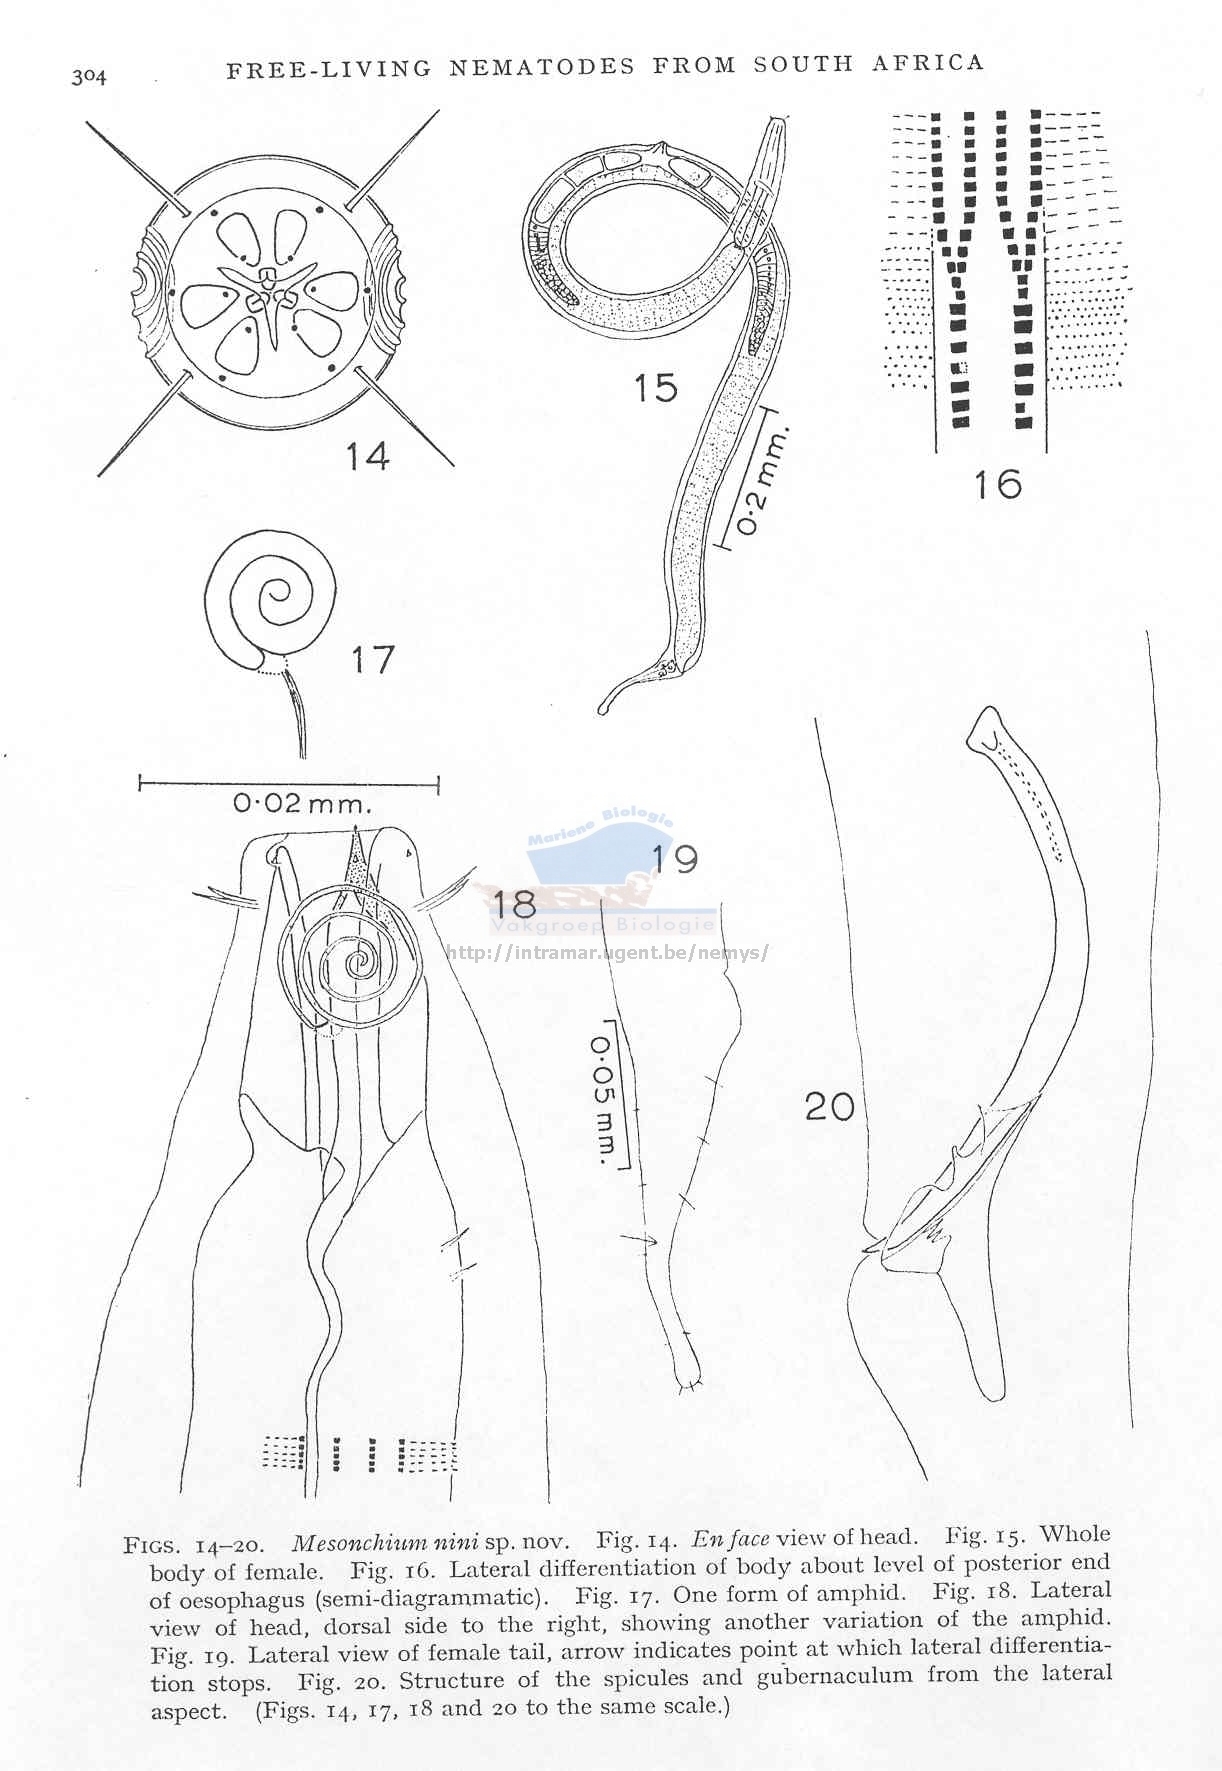 304 FREE-LIVING NEMATODES FROM SOUTH AFRICA
14
15
0·2 mm.
16
17
0·02 mm.
Mariene Biologie
Vakgroep Biologie
http://intramar.ugent.be/nemys/
18
19
0·05 mm.
20
FIGS. 14–20. Mesonchium nini sp. nov. Fig. 14. En face view of head. Fig. 15. Whole
body of female. Fig. 16. Lateral differentiation of body about level of posterior end
of oesophagus (semi-diagrammatic). Fig. 17. One form of amphid. Fig. 18. Lateral
view of head, dorsal side to the right, showing another variation of the amphid.
Fig. 19. Lateral view of female tail, arrow indicates point at which lateral differentia-
tion stops. Fig. 20. Structure of the spicules and gubernaculum from the lateral
aspect. (Figs. 14, 17, 18 and 20 to the same scale.)